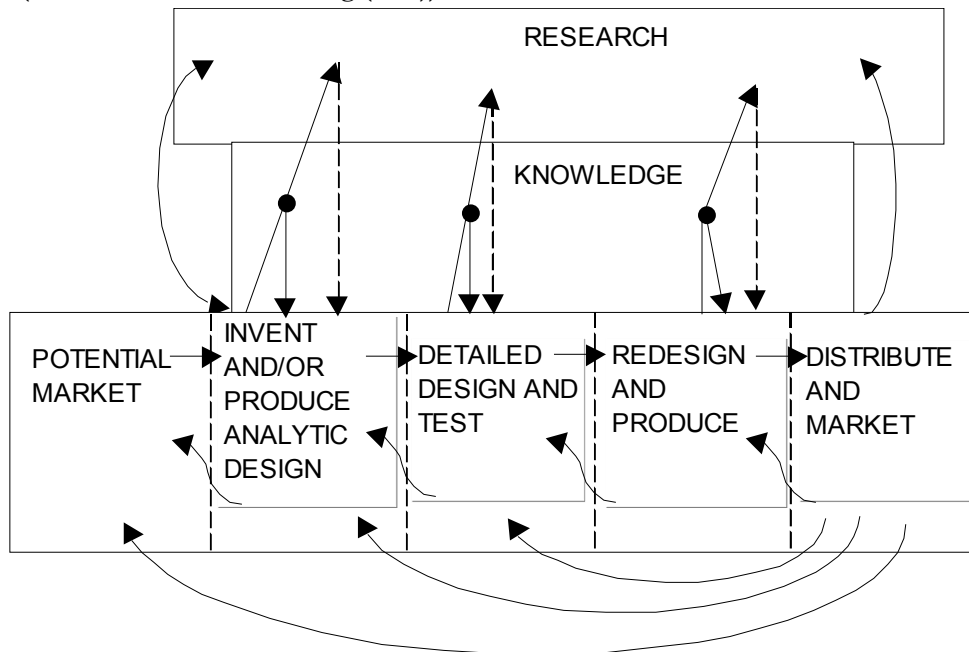 RESEARCH
KNOWLEDGE
POTENTIAL
MARKET
INVENT
AND/OR
PRODUCE
ANALYTIC
DESIGN
DETAILED
DESIGN AND
TEST
REDESIGN
AND
PRODUCE
DISTRIBUTE
AND
MARKET